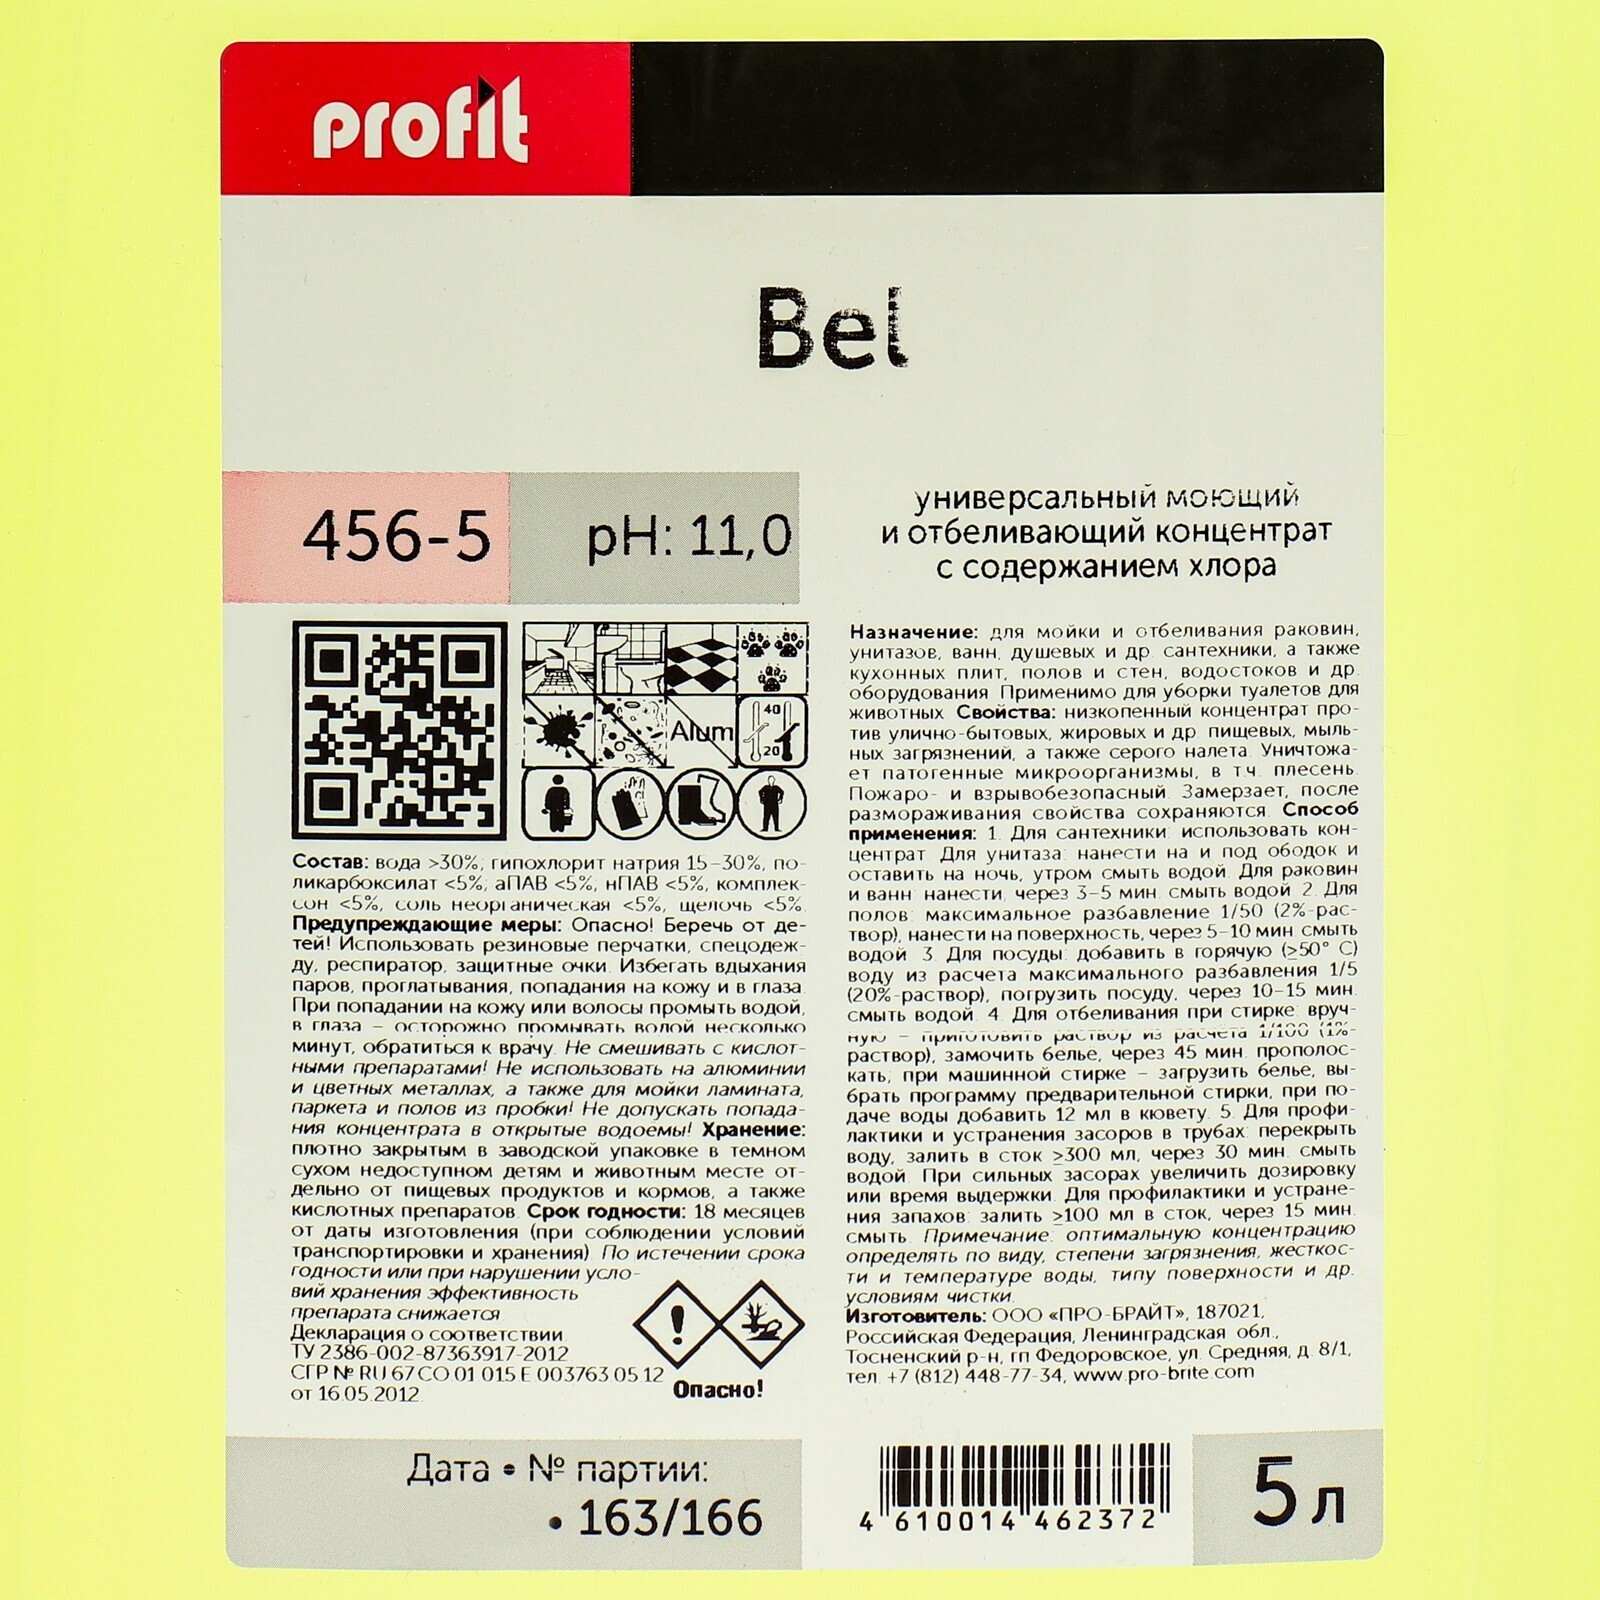 profit
Bel
456-5
pH: 11,0
универсальный моющий
и отбеливающий концентрат
с содержанием хлора
Alum
40
20
Состав: вода >30%, гипохлорит натрия 15-30%, по-
ликарбоксилат <5%, аПАВ <5%, нПАВ <5%, комплек-
сон <5%, соль неорганическая <5%, щелочь <5%.
Предупреждающие меры: Опасно! Беречь от де-
тей! Использовать резиновые перчатки, спецодеж-
ду, респиратор, защитные очки. Избегать вдыхания
паров, проглатывания, попадания на кожу и в глаза.
При попадании на кожу или волосы промыть водой,
в глаза – осторожно промывать водой несколько
минут, обратиться к врачу. Не смешивать с кислот-
ными препаратами! Не использовать на алюминии
и цветных металлах, а также для мойки ламината,
паркета и полов из пробки! Не допускать попада-
ния концентрата в открытые водоемы! Хранение:
плотно закрытым в заводской упаковке в темном
сухом недоступном детям и животным месте от-
дельно от пищевых продуктов и кормов, а также
кислотных препаратов. Срок годности: 18 месяцев
от даты изготовления (при соблюдении условий
транспортировки и хранения). По истечении срока
годности или при нарушении усло-
вий хранения эффективность
препарата снижается.
Декларация о соответствии
ТУ 2386-002-87363917-2012
СГР № RU 67 CO 01 015 E 003763 05 12
от 16.05.2012
Опасно!
Назначение: для мойки и отбеливания раковин,
унитазов, ванн, душевых и др. сантехники, а также
кухонных плит, полов и стен, водостоков и др.
оборудования. Применимо для уборки туалетов для
животных. Свойства: низкопенный концентрат про-
тив улично-бытовых, жировых и др. пищевых, мыль-
ных загрязнений, а также серого налета. Уничтожа-
ет патогенные микроорганизмы, в т.ч. плесень.
Пожаро- и взрывобезопасный. Замерзает, после
размораживания свойства сохраняются. Способ
применения: 1. Для сантехники: использовать кон-
центрат. Для унитаза: нанести на и под ободок и
оставить на ночь, утром смыть водой. Для раковин
и ванн: нанести, через 3-5 мин. смыть водой. 2. Для
полов: максимальное разбавление 1/50 (2%-рас-
твор), нанести на поверхность, через 5-10 мин. смыть
водой. 3. Для посуды: добавить в горячую (≥50° С)
воду из расчета максимального разбавления 1/5
(20%-раствор), погрузить посуду, через 10-15 мин.
смыть водой. 4. Для отбеливания при стирке: вруч-
ную – приготовить раствор из расчета 1/100 (1%-
раствор), замочить белье, через 45 мин. прополос-
кать; при машинной стирке – загрузить белье, вы-
брать программу предварительной стирки, при по-
даче воды добавить 12 мл в кювету. 5. Для профи-
лактики и устранения засоров в трубах: перекрыть
воду, залить в сток ≥300 мл, через 30 мин. смыть
водой. При сильных засорах увеличить дозировку
или время выдержки. Для профилактики и устране-
ния запахов: залить ≥100 мл в сток, через 15 мин.
смыть. Примечание: оптимальную концентрацию
определять по виду, степени загрязнения, жесткос-
ти и температуре воды, типу поверхности и др.
условиям чистки.
Изготовитель: ООО «ПРО-БРАЙТ», 187021,
Российская Федерация, Ленинградская обл.,
Тосненский р-н, гп Федоровское, ул. Средняя, д. 8/1,
тел. +7 (812) 448-77-34, www.pro-brite.com
Дата • № партии:
• 163/166
4 610014 462372
5 л